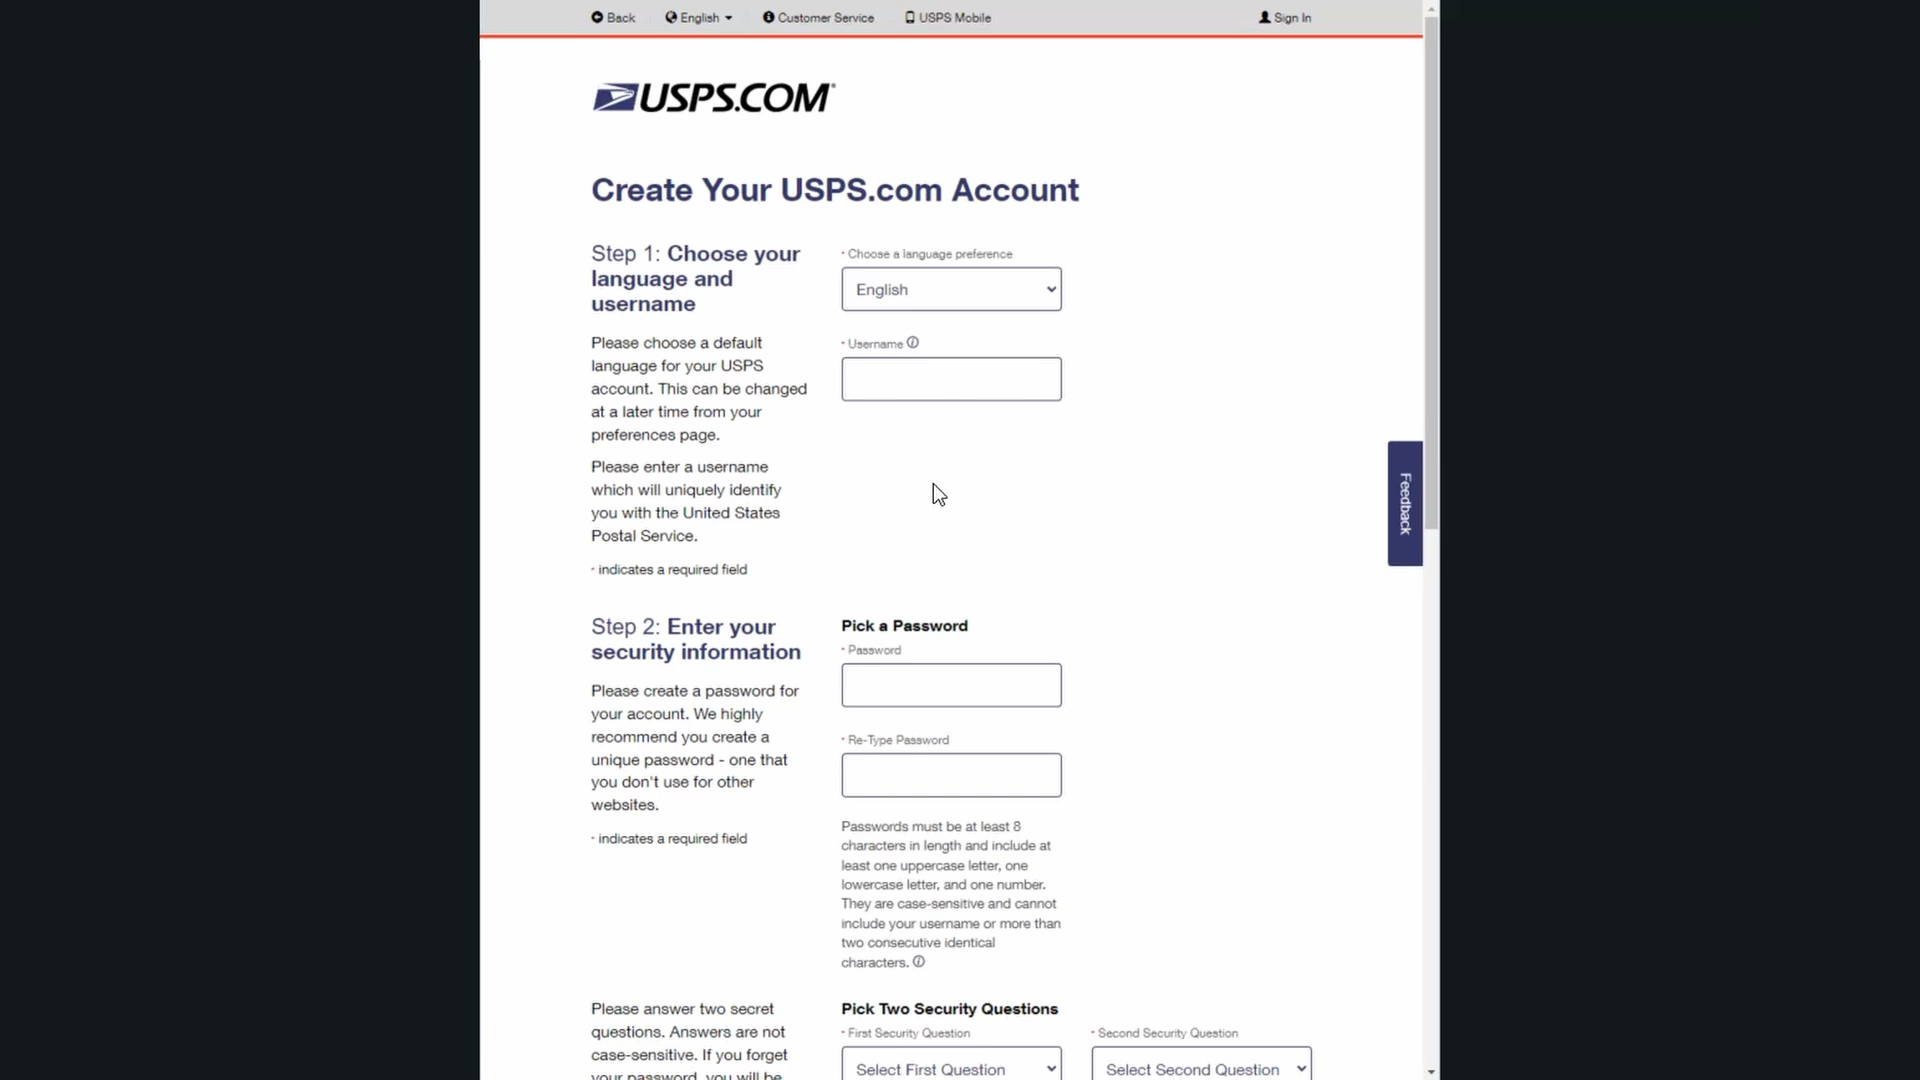 Back English Customer Service USPS Mobile Sign In
USPS.COM®
Create Your USPS.com Account
Step 1: Choose your
language and
username
Please choose a default
language for your USPS
account. This can be changed
at a later time from your
preferences page.
Please enter a username
which will uniquely identify
you with the United States
Postal Service.
* indicates a required field
* Choose a language preference
English
* Username
Feedback
Step 2: Enter your
security information
Please create a password for
your account. We highly
recommend you create a
unique password - one that
you don't use for other
websites.
* indicates a required field
Pick a Password
* Password
* Re-Type Password
Passwords must be at least 8
characters in length and include at
least one uppercase letter, one
lowercase letter, and one number.
They are case-sensitive and cannot
include your username or more than
two consecutive identical
characters.
Please answer two secret
questions. Answers are not
case-sensitive. If you forget
your password, you will be
Pick Two Security Questions
* First Security Question
Select First Question
* Second Security Question
Select Second Question